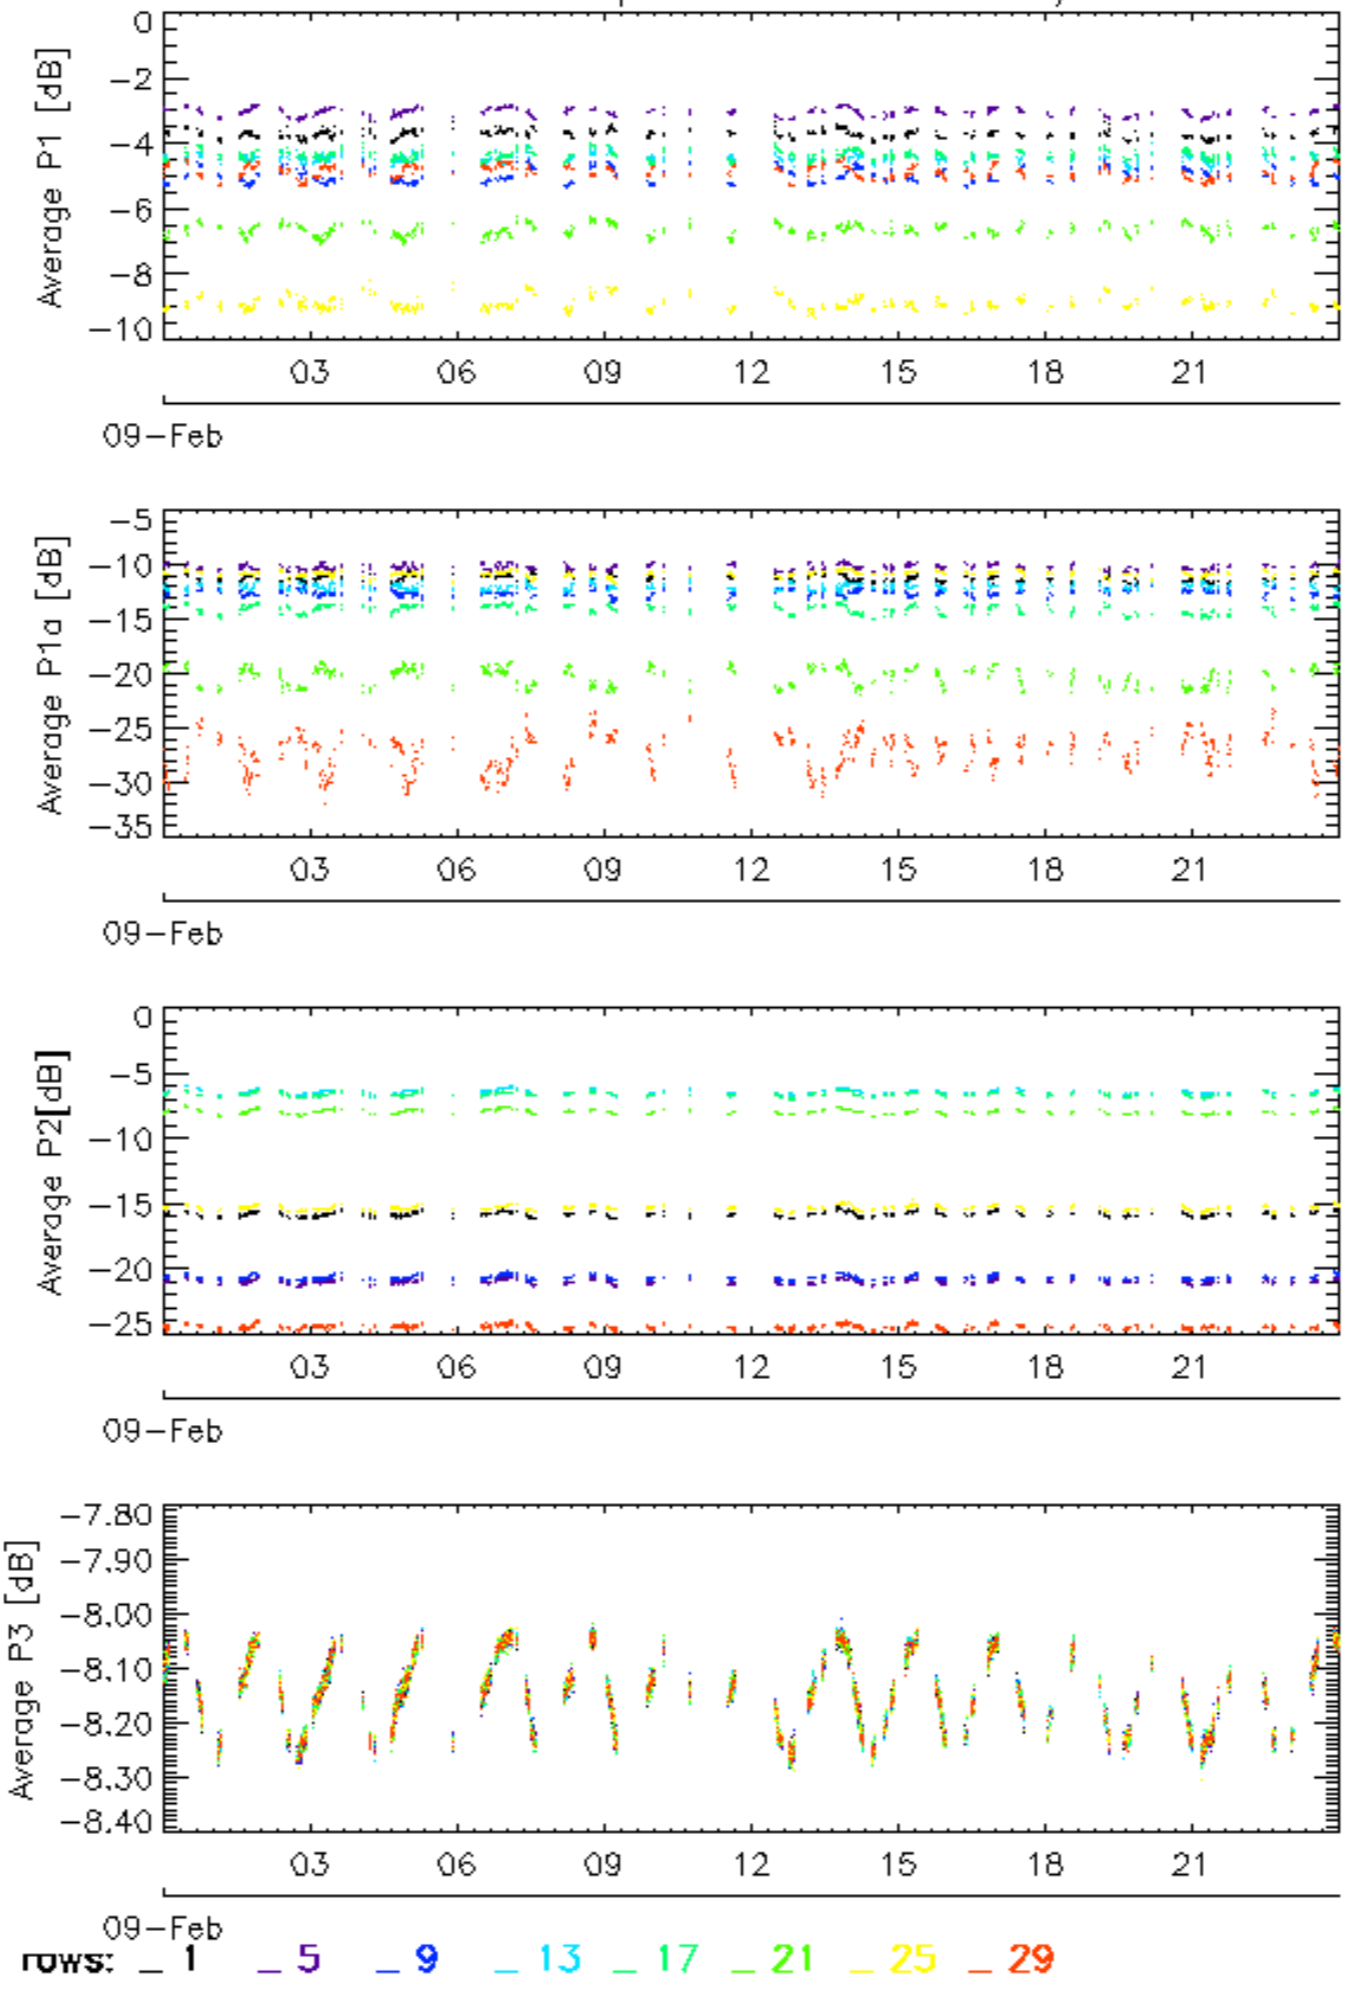 0
−2
−4
−6
−8
−10
Average P1 [dB]
03 06 09 12 15 18 21
09−Feb
−5
−10
−15
−20
−25
−30
−35
Average P1a [dB]
03 06 09 12 15 18 21
09−Feb
0
−5
−10
−15
−20
−25
Average P2[dB]
03 06 09 12 15 18 21
09−Feb
−7.80
−7.90
−8.00
−8.10
−8.20
−8.30
−8.40
Average P3 [dB]
03 06 09 12 15 18 21
09−Feb
rows: _ 1 _ 5 _ 9 _ 13 _ 17 _ 21 _ 25 _ 29